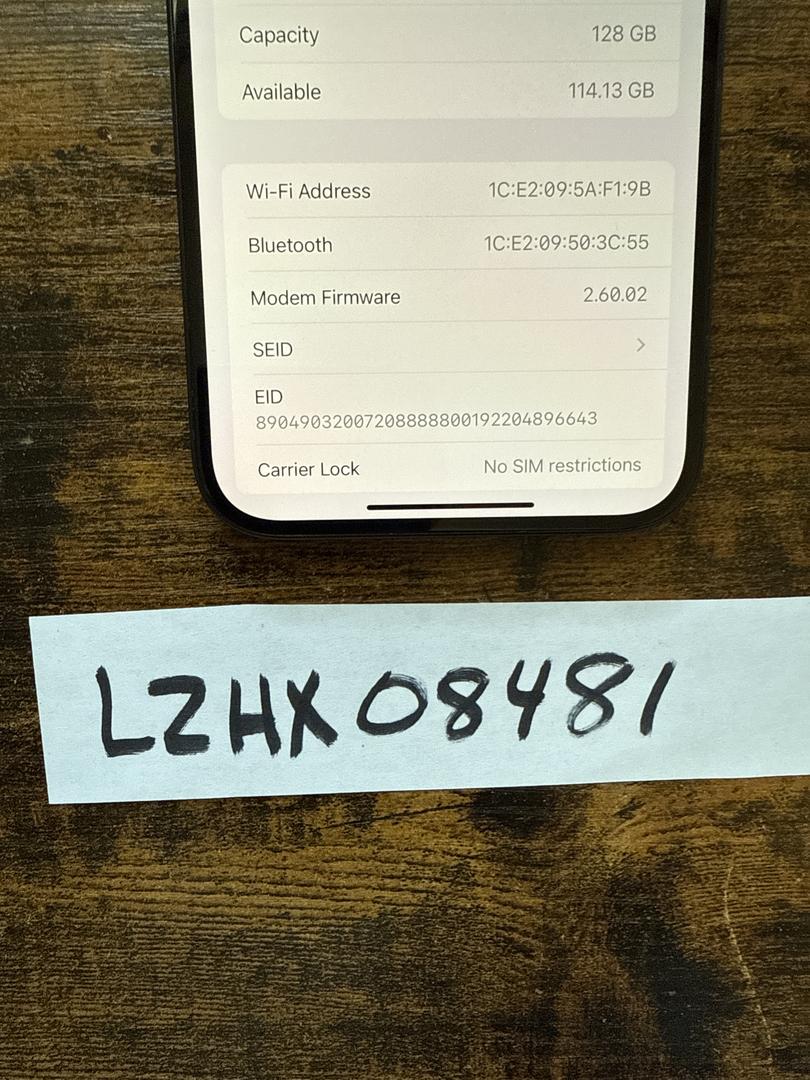 Capacity 128 GB
Available 114.13 GB
Wi-Fi Address 1C:E2:09:5A:F1:9B
Bluetooth 1C:E2:09:50:3C:55
Modem Firmware 2.60.02
SEID
EID
89049032007208888800192204896643
Carrier Lock No SIM restrictions
LZHX08481